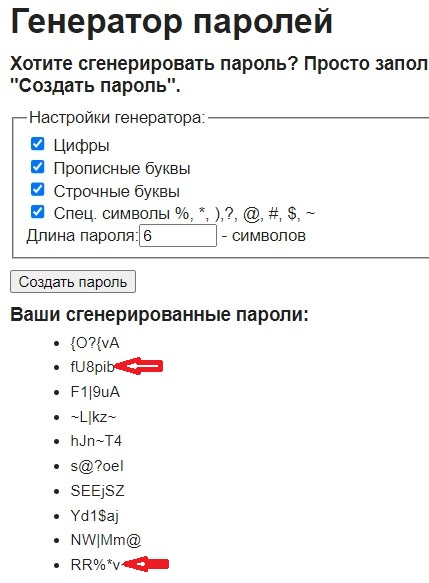 Генератор паролей
Хотите сгенерировать пароль? Просто запол
"Создать пароль".
Настройки генератора:
Цифры
Прописные буквы
Строчные буквы
Спец. символы %, *, ),?, @, #, $, ~
Длина пароля: 6 - символов
Создать пароль
Ваши сгенерированные пароли:
• {O?{vA
• fU8pib
• F1|9uA
• ~L|kz~
• hJn~T4
• s@?oeI
• SEEjSZ
• Yd1$aj
• NW|Mm@
• RR%*v